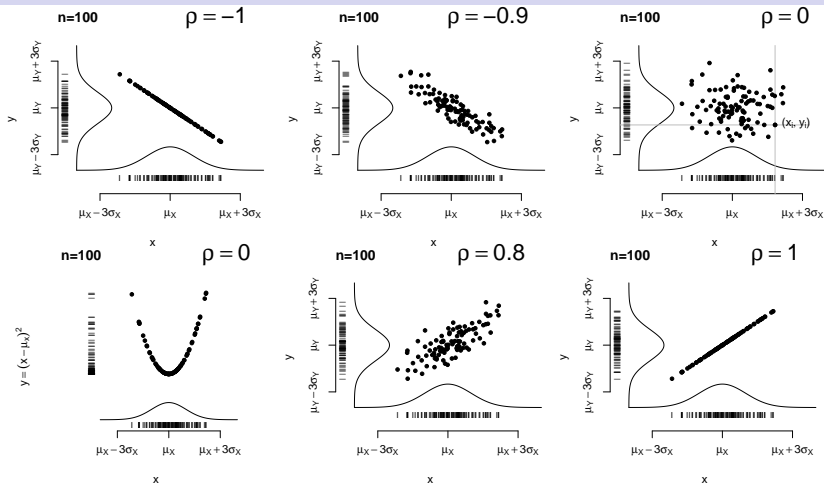 n=100 ρ = −1
y
μY − 3σY μY μY + 3σY
μX − 3σX μX μX + 3σX
x
n=100 ρ = −0.9
y
μY − 3σY μY μY + 3σY
μX − 3σX μX μX + 3σX
x
n=100 ρ = 0
y
μY − 3σY μY μY + 3σY
(xi, yi)
μX − 3σX μX μX + 3σX
x
n=100 ρ = 0
y = (x − μX)²
μX − 3σX μX μX + 3σX
x
n=100 ρ = 0.8
y
μY − 3σY μY μY + 3σY
μX − 3σX μX μX + 3σX
x
n=100 ρ = 1
y
μY − 3σY μY μY + 3σY
μX − 3σX μX μX + 3σX
x